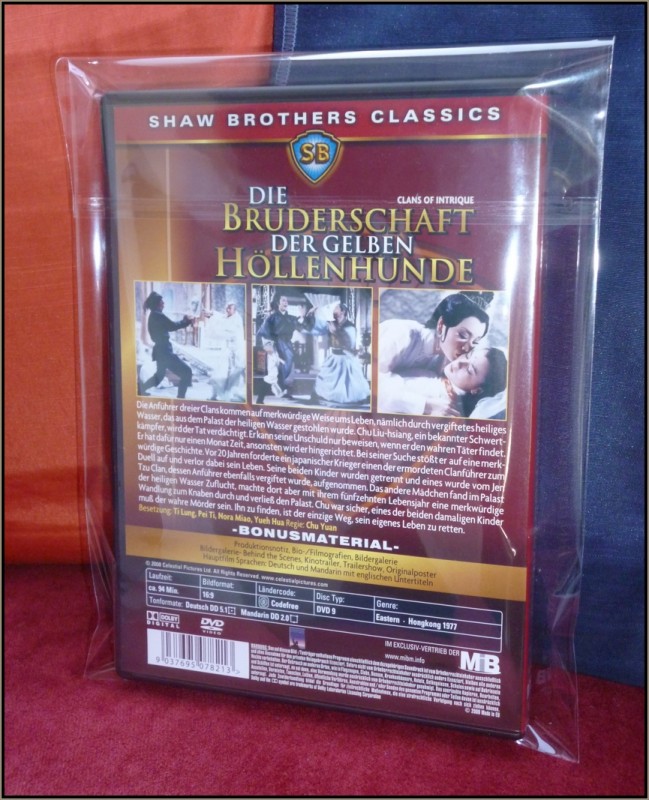 SHAW BROTHERS CLASSICS
SB
DIE
CLANS OF INTRIQUE
BRUDERSCHAFT
DER GELBEN
HÖLLENHUNDE
Die Anführer dreier Clans kommen auf merkwürdige Weise ums Leben, nämlich durch vergiftetes heiliges
Wasser, das aus dem Palast der heiligen Wasser gestohlen wurde. Chu Liu-hsiang, ein bekannter Schwert-
kämpfer, wird der Tat verdächtigt. Er kann seine Unschuld nur beweisen, wenn er den wahren Täter findet.
Er hat dafür nur einen Monat Zeit, ansonsten wird er hingerichtet. Bei seiner Suche stößt er auf eine merk-
würdige Geschichte. Vor 20 Jahren forderte ein japanischer Krieger einen der ermordeten Clanführer zum
Duell auf und verlor dabei sein Leben. Seine beiden Kinder wurden getrennt und eines wurde vom Jen
Tzu Clan, dessen Anführer ebenfalls vergiftet wurde, aufgenommen. Das andere Mädchen fand im Palast
der heiligen Wasser Zuflucht, machte dort aber mit ihrem fünfzehnten Lebensjahr eine merkwürdige
Wandlung zum Knaben durch und verließ den Palast. Chu war sicher, eines der beiden damaligen Kinder
muß der wahre Mörder sein. Ihn zu finden, ist der einzige Weg, sein eigenes Leben zu retten.
Besetzung: Ti Lung, Pei Ti, Nora Miao, Yueh Hua Regie: Chu Yuan
-BONUSMATERIAL-
Produktionsnotiz, Bio-/Filmografien, Bildergalerie
Bildergalerie- Behind the Scenes, Kinotrailer, Trailershow, Originalposter
Hauptfilm Sprachen: Deutsch und Mandarin mit englischen Untertiteln
© 2008 Celestial Pictures Ltd. All Rights Reserved. www.celestialpictures.com
Laufzeit: Bildformat: Ländercode: Disc Typ: Genre:
ca. 94 Min. 16:9 Codefree DVD 9 Eastern - Hongkong 1977
Tonformate: Deutsch DD 5.1 Mandarin DD 2.0
DOLBY DIGITAL
DVD VIDEO
IM EXCLUSIV-VERTRIEB DER
www.mibm.info
MIB
9 037695 078213 >